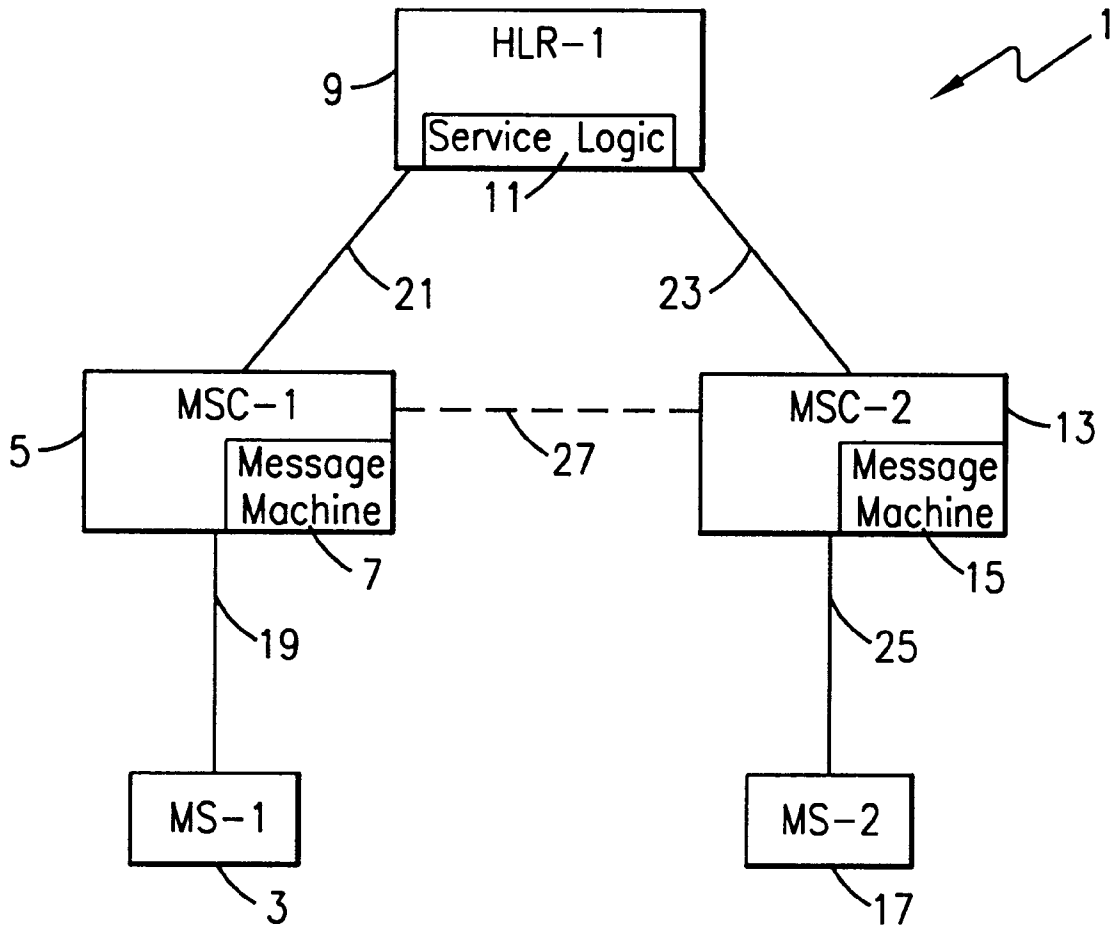 HLR-1
1
9
Service Logic
11
21
23
MSC-1
MSC-2
5
13
27
Message
Machine
Message
Machine
7
15
19
25
MS-1
MS-2
3
17